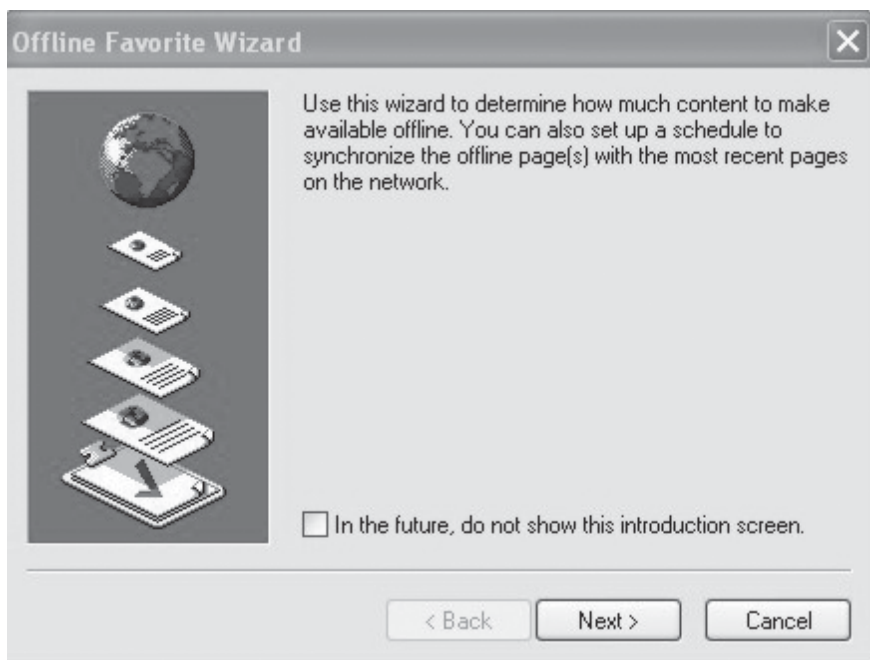 Offline Favorite Wizard
Use this wizard to determine how much content to make
available offline. You can also set up a schedule to
synchronize the offline page(s) with the most recent pages
on the network.
In the future, do not show this introduction screen.
< Back
Next >
Cancel